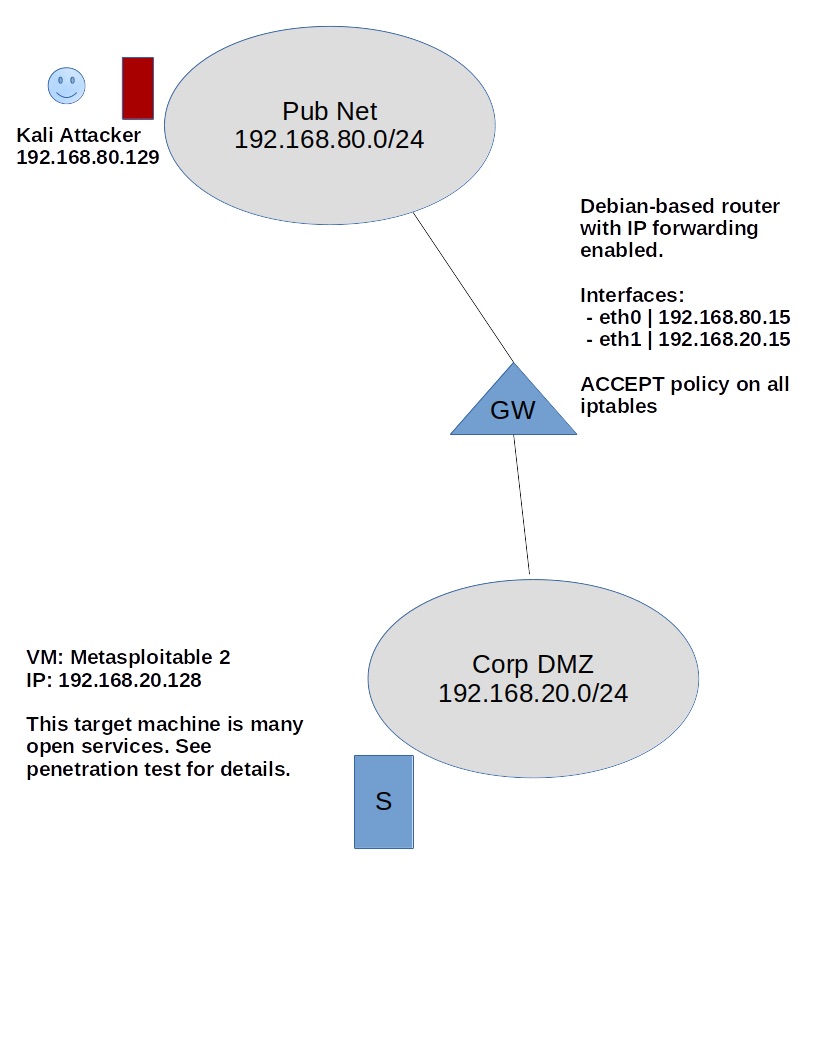 Pub Net
192.168.80.0/24
Kali Attacker
192.168.80.129
Debian-based router
with IP forwarding
enabled.
Interfaces:
- eth0 | 192.168.80.15
- eth1 | 192.168.20.15
ACCEPT policy on all
iptables
GW
Corp DMZ
192.168.20.0/24
VM: Metasploitable 2
IP: 192.168.20.128
This target machine is many
open services. See
penetration test for details.
S